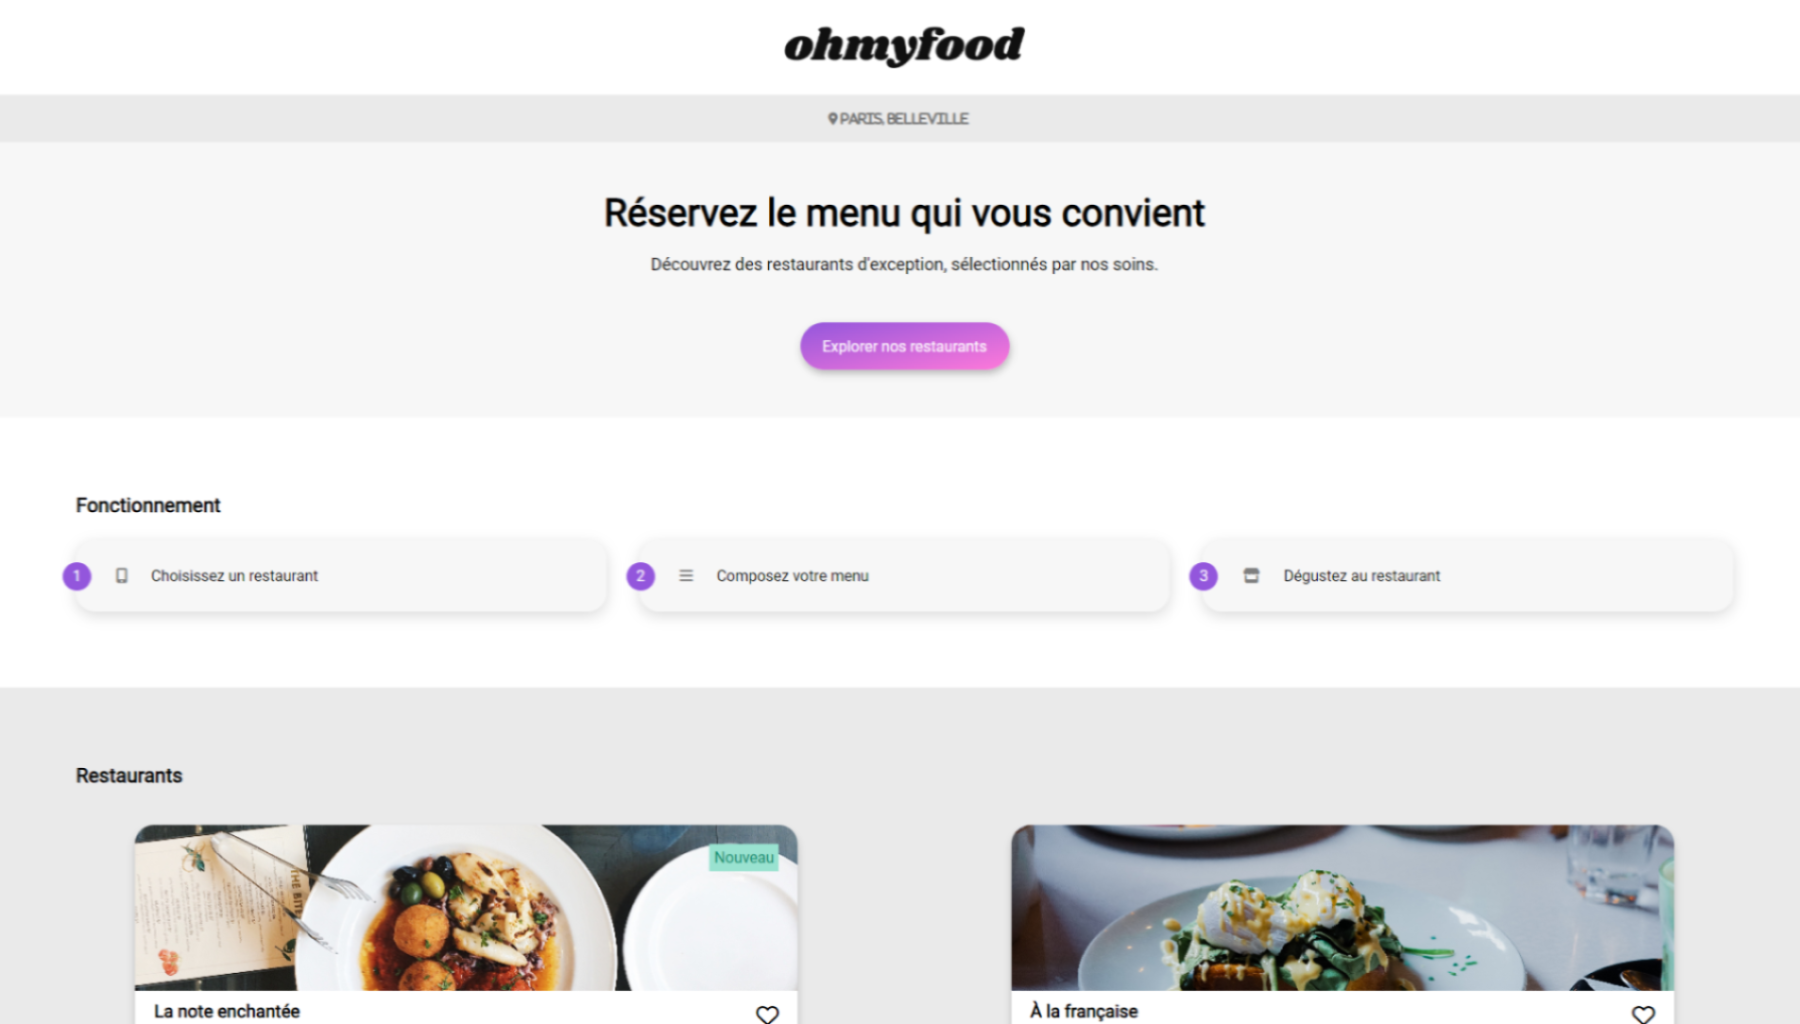 ohmyfood
PARIS, BELLEVILLE
Réservez le menu qui vous convient
Découvrez des restaurants d'exception, sélectionnés par nos soins.
Explorer nos restaurants
Fonctionnement
1 Choisissez un restaurant
2 Composez votre menu
3 Dégustez au restaurant
Restaurants
Nouveau
La note enchantée
À la française